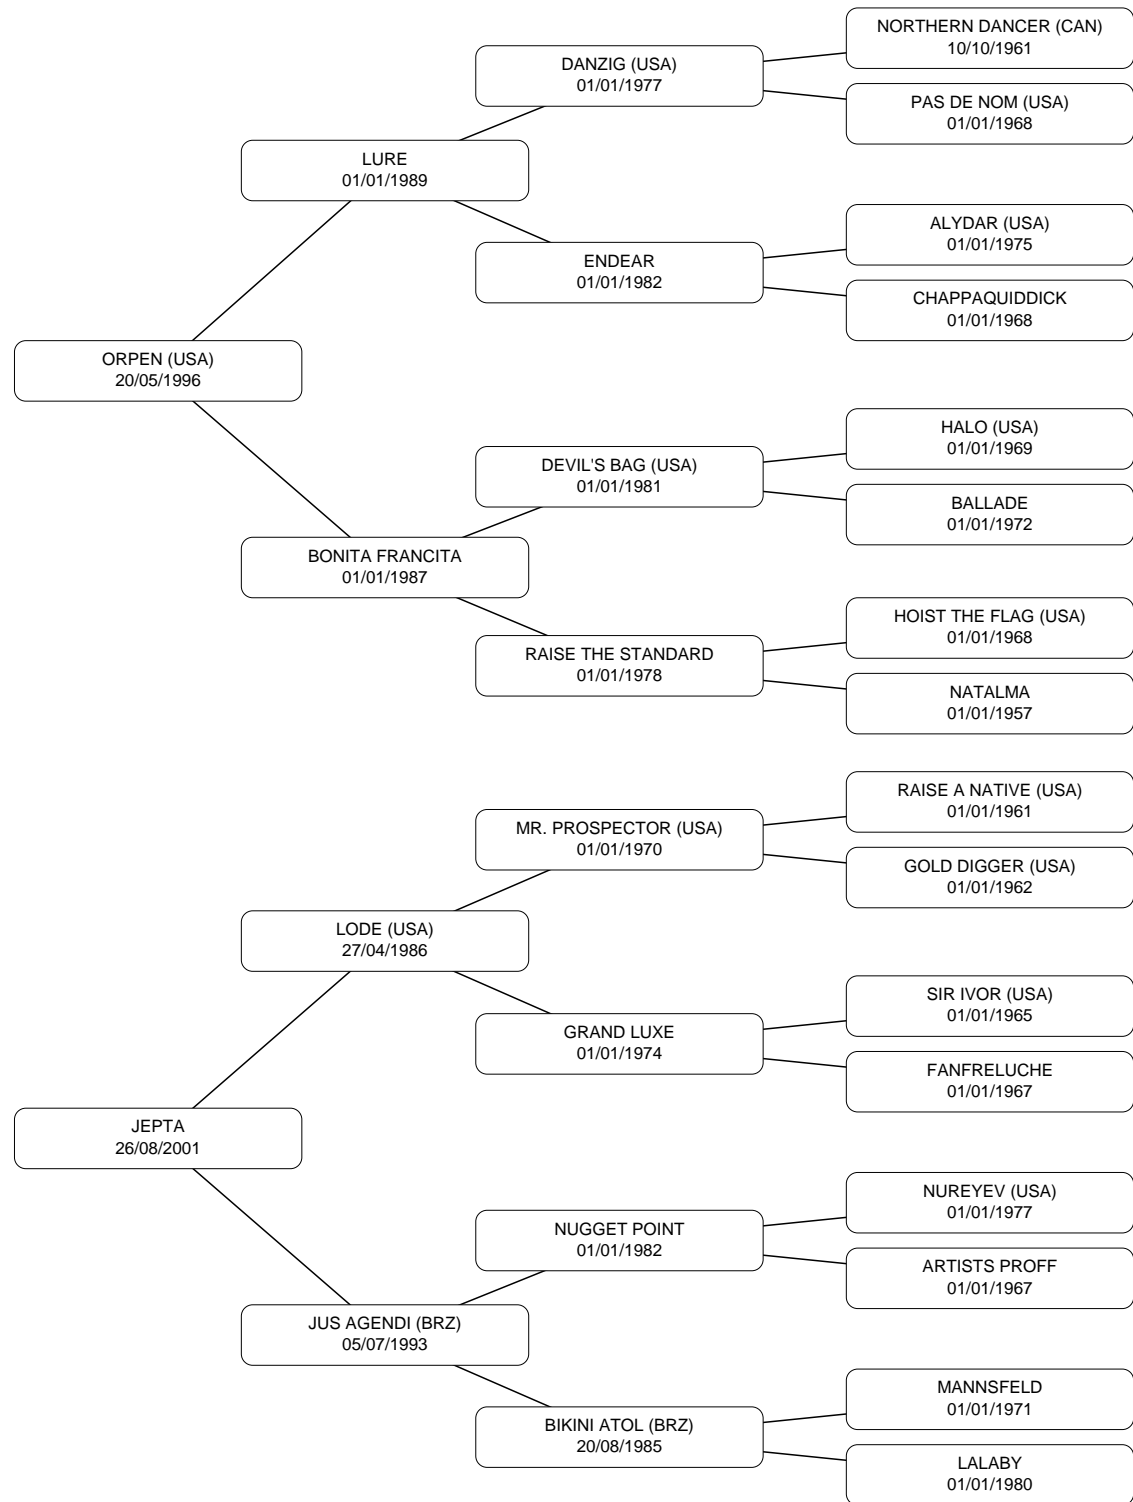 NORTHERN DANCER (CAN)
10/10/1961
DANZIG (USA)
01/01/1977
PAS DE NOM (USA)
01/01/1968
LURE
01/01/1989
ALYDAR (USA)
01/01/1975
ENDEAR
01/01/1982
CHAPPAQUIDDICK
01/01/1968
ORPEN (USA)
20/05/1996
HALO (USA)
01/01/1969
DEVIL'S BAG (USA)
01/01/1981
BALLADE
01/01/1972
BONITA FRANCITA
01/01/1987
HOIST THE FLAG (USA)
01/01/1968
RAISE THE STANDARD
01/01/1978
NATALMA
01/01/1957
RAISE A NATIVE (USA)
01/01/1961
MR. PROSPECTOR (USA)
01/01/1970
GOLD DIGGER (USA)
01/01/1962
LODE (USA)
27/04/1986
SIR IVOR (USA)
01/01/1965
GRAND LUXE
01/01/1974
FANFRELUCHE
01/01/1967
JEPTA
26/08/2001
NUREYEV (USA)
01/01/1977
NUGGET POINT
01/01/1982
ARTISTS PROFF
01/01/1967
JUS AGENDI (BRZ)
05/07/1993
MANNSFELD
01/01/1971
BIKINI ATOL (BRZ)
20/08/1985
LALABY
01/01/1980